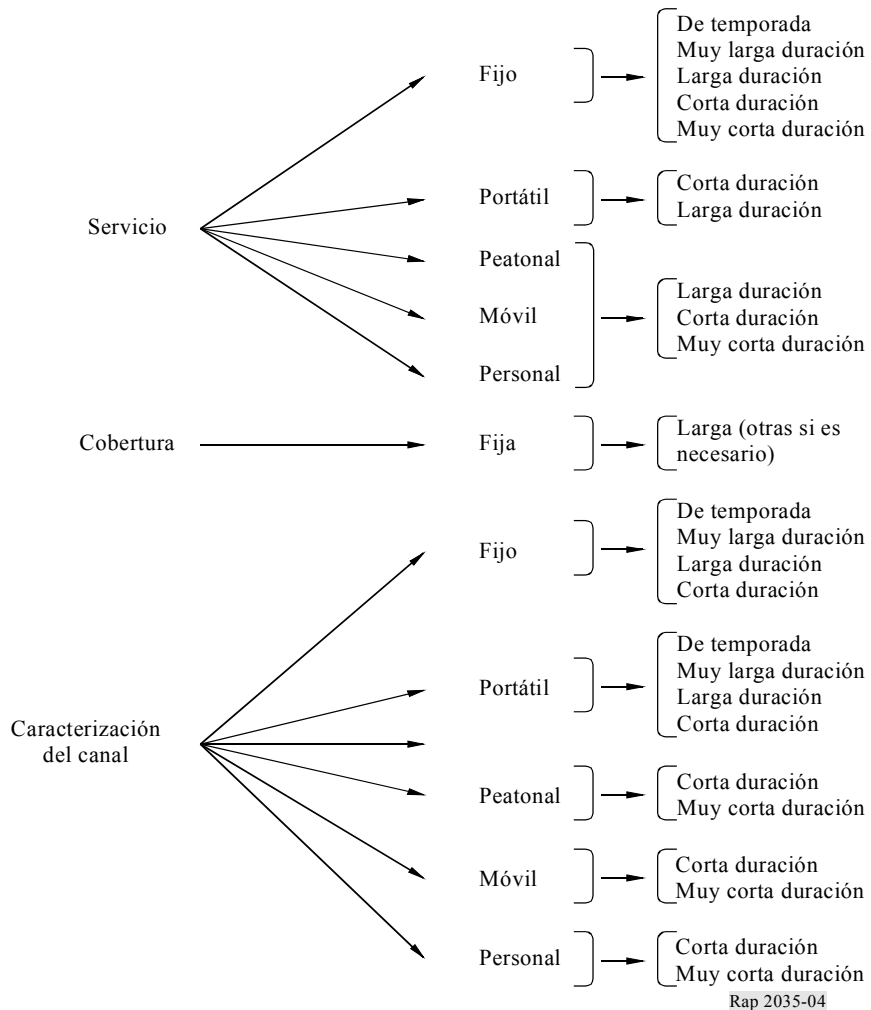 Servicio
Fijo
De temporada
Muy larga duración
Larga duración
Corta duración
Muy corta duración
Portátil
Corta duración
Larga duración
Peatonal
Móvil
Personal
Larga duración
Corta duración
Muy corta duración
Cobertura
Fija
Larga (otras si es
necesario)
Caracterización
del canal
Fijo
De temporada
Muy larga duración
Larga duración
Corta duración
Portátil
De temporada
Muy larga duración
Larga duración
Corta duración
Peatonal
Corta duración
Muy corta duración
Móvil
Corta duración
Muy corta duración
Personal
Corta duración
Muy corta duración
Rap 2035-04